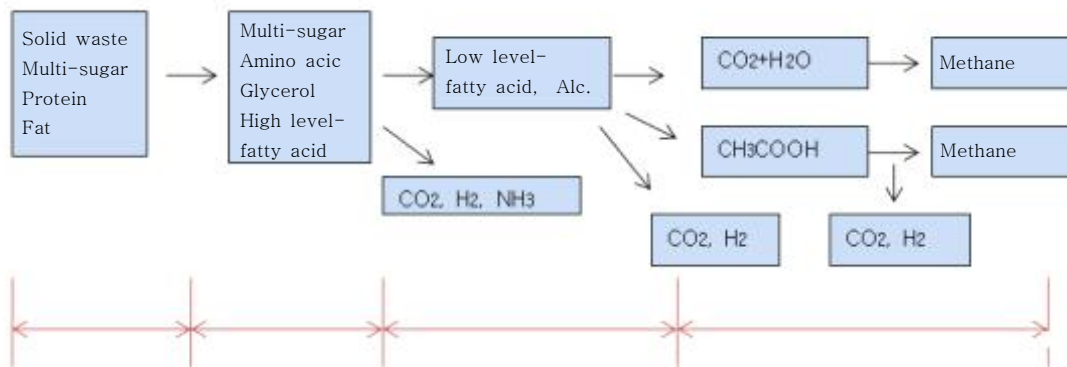 Solid waste
Multi-sugar
Protein
Fat
Multi-sugar
Amino acic
Glycerol
High level-
fatty acid
Low level-
fatty acid, Alc.
CO2+H2O
Methane
CH3COOH
Methane
CO2, H2, NH3
CO2, H2
CO2, H2